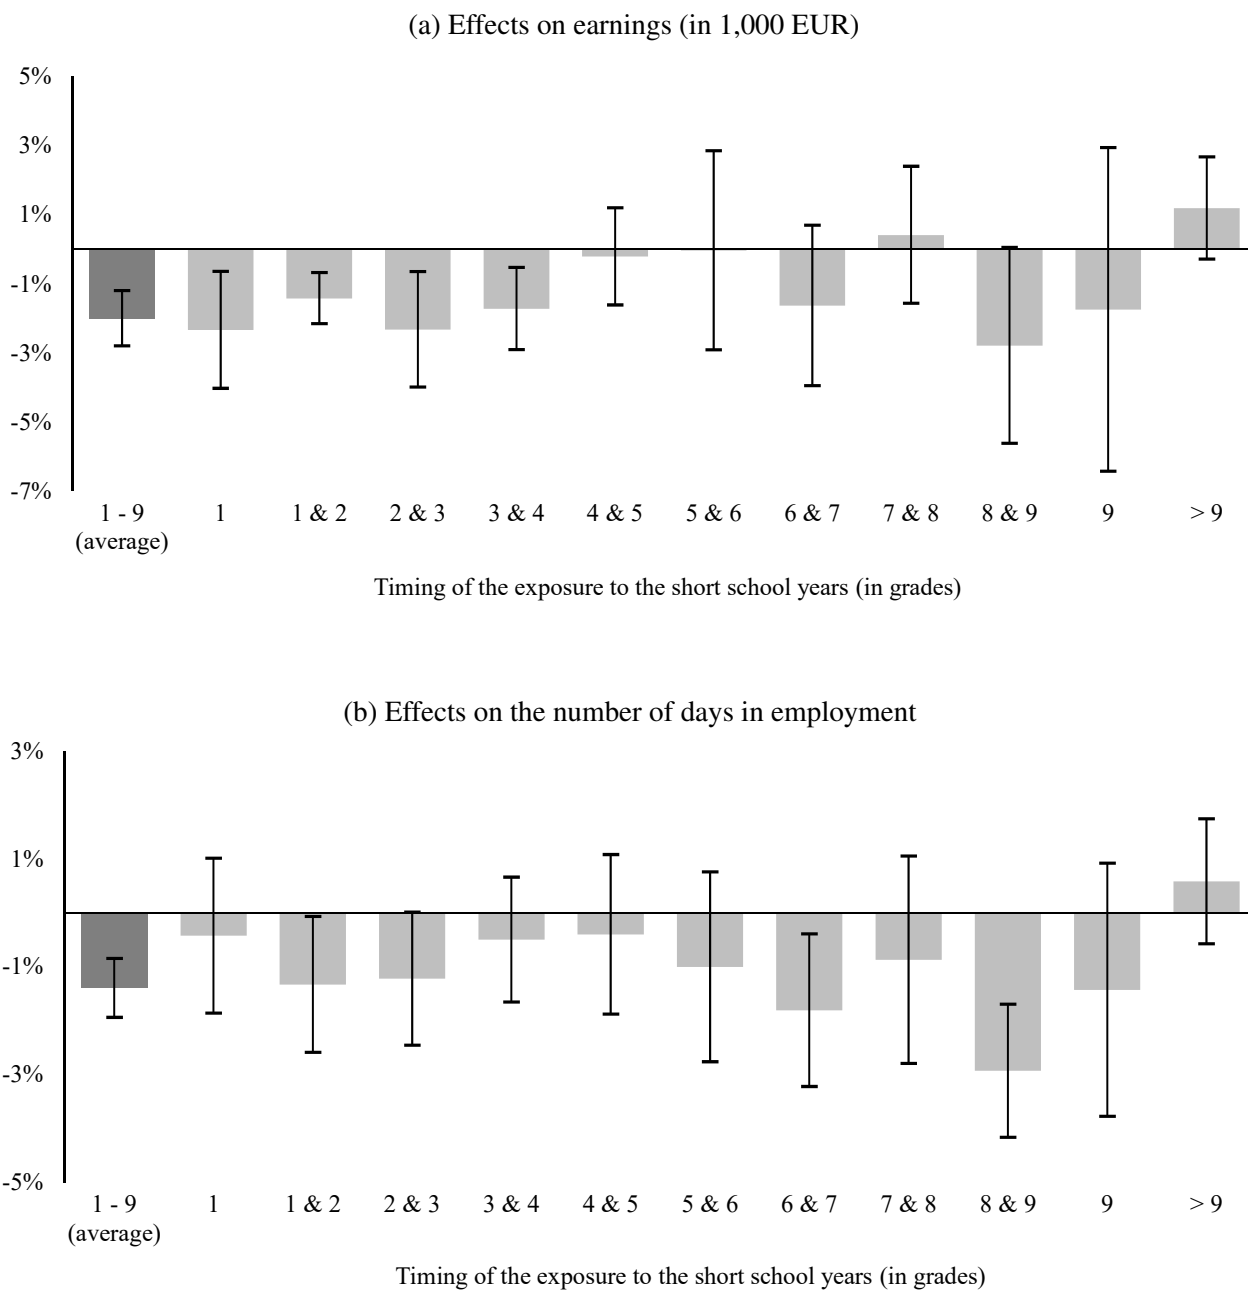 (a) Effects on earnings (in 1,000 EUR)
5%
3%
1%
-1%
-3%
-5%
-7%
1 - 9 1 1 & 2 2 & 3 3 & 4 4 & 5 5 & 6 6 & 7 7 & 8 8 & 9 9 > 9
(average)
Timing of the exposure to the short school years (in grades)
(b) Effects on the number of days in employment
3%
1%
-1%
-3%
-5%
1 - 9 1 1 & 2 2 & 3 3 & 4 4 & 5 5 & 6 6 & 7 7 & 8 8 & 9 9 > 9
(average)
Timing of the exposure to the short school years (in grades)